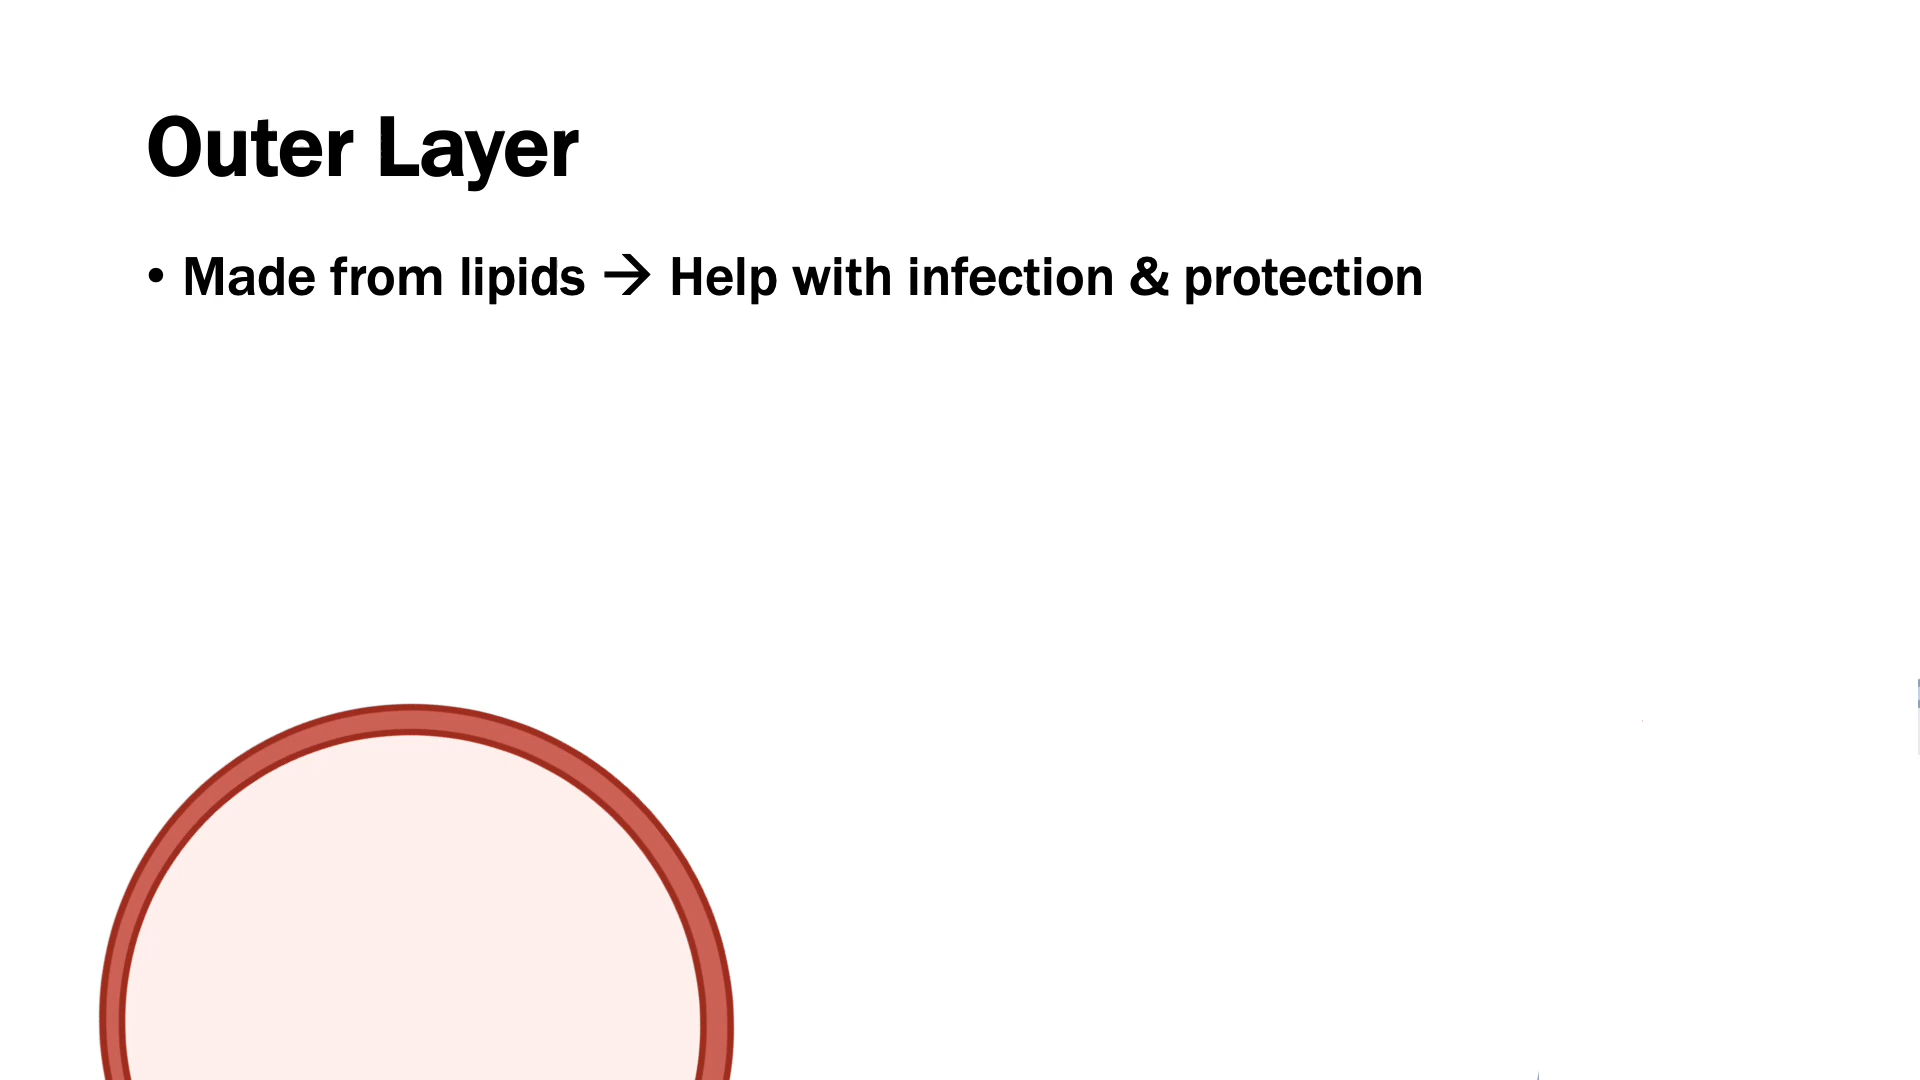 Outer Layer
• Made from lipids → Help with infection & protection